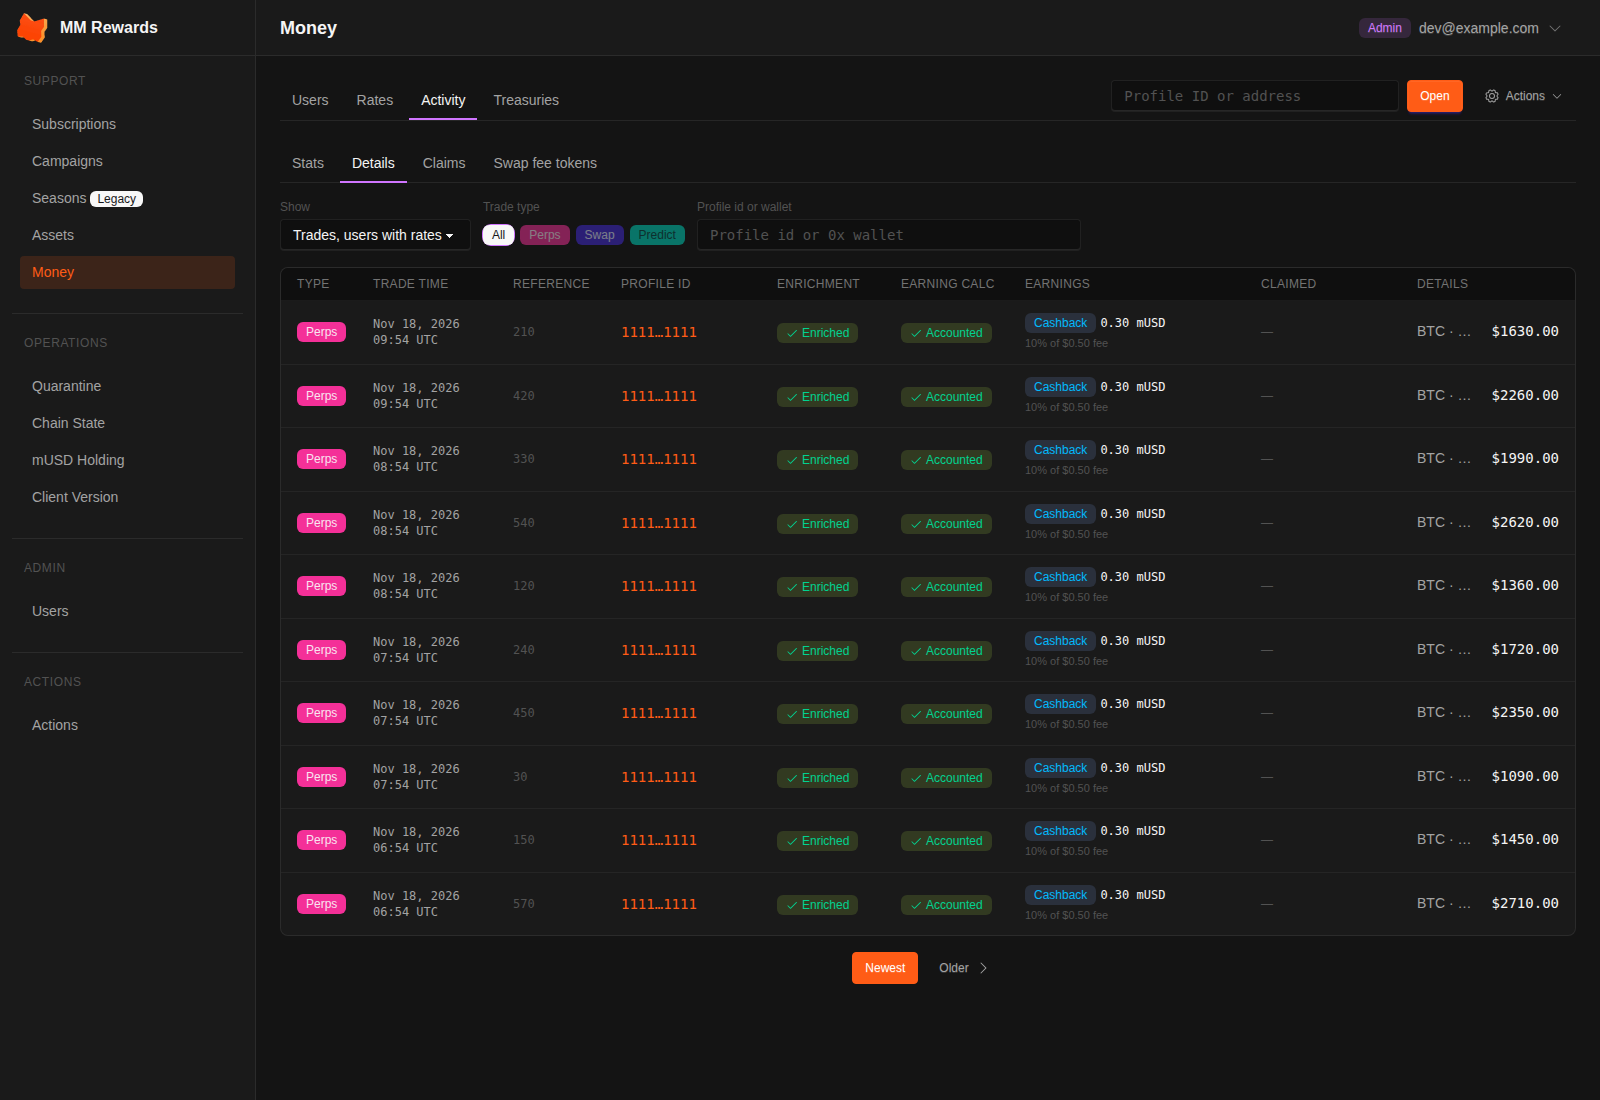 MM Rewards
Money
Admin dev@example.com
SUPPORT
Subscriptions
Campaigns
Seasons Legacy
Assets
Money
OPERATIONS
Quarantine
Chain State
mUSD Holding
Client Version
ADMIN
Users
ACTIONS
Actions
Users Rates Activity Treasuries
Profile ID or address Open Actions
Stats Details Claims Swap fee tokens
Show Trade type Profile id or wallet
Trades, users with rates All Perps Swap Predict Profile id or 0x wallet
TYPE TRADE TIME REFERENCE PROFILE ID ENRICHMENT EARNING CALC EARNINGS CLAIMED DETAILS
Perps Nov 18, 2026 09:54 UTC 210 1111…1111 Enriched Accounted Cashback 0.30 mUSD — BTC · … $1630.00
10% of $0.50 fee
Perps Nov 18, 2026 09:54 UTC 420 1111…1111 Enriched Accounted Cashback 0.30 mUSD — BTC · … $2260.00
10% of $0.50 fee
Perps Nov 18, 2026 08:54 UTC 330 1111…1111 Enriched Accounted Cashback 0.30 mUSD — BTC · … $1990.00
10% of $0.50 fee
Perps Nov 18, 2026 08:54 UTC 540 1111…1111 Enriched Accounted Cashback 0.30 mUSD — BTC · … $2620.00
10% of $0.50 fee
Perps Nov 18, 2026 08:54 UTC 120 1111…1111 Enriched Accounted Cashback 0.30 mUSD — BTC · … $1360.00
10% of $0.50 fee
Perps Nov 18, 2026 07:54 UTC 240 1111…1111 Enriched Accounted Cashback 0.30 mUSD — BTC · … $1720.00
10% of $0.50 fee
Perps Nov 18, 2026 07:54 UTC 450 1111…1111 Enriched Accounted Cashback 0.30 mUSD — BTC · … $2350.00
10% of $0.50 fee
Perps Nov 18, 2026 07:54 UTC 30 1111…1111 Enriched Accounted Cashback 0.30 mUSD — BTC · … $1090.00
10% of $0.50 fee
Perps Nov 18, 2026 06:54 UTC 150 1111…1111 Enriched Accounted Cashback 0.30 mUSD — BTC · … $1450.00
10% of $0.50 fee
Perps Nov 18, 2026 06:54 UTC 570 1111…1111 Enriched Accounted Cashback 0.30 mUSD — BTC · … $2710.00
10% of $0.50 fee
Newest Older